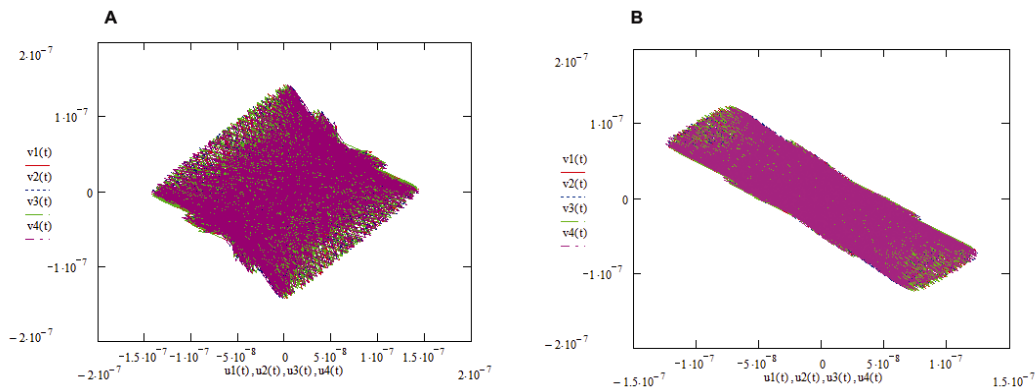 A
2·10⁻⁷
1·10⁻⁷
0
−1·10⁻⁷
−2·10⁻⁷
v1(t)
v2(t)
v3(t)
v4(t)
−2·10⁻⁷
−1.5·10⁻⁷
−1·10⁻⁷
−5·10⁻⁸
0
5·10⁻⁸
1·10⁻⁷
1.5·10⁻⁷
2·10⁻⁷
u1(t),u2(t),u3(t),u4(t)
B
2·10⁻⁷
1·10⁻⁷
0
−1·10⁻⁷
−2·10⁻⁷
v1(t)
v2(t)
v3(t)
v4(t)
−1.5·10⁻⁷
−1·10⁻⁷
−5·10⁻⁸
0
5·10⁻⁸
1·10⁻⁷
1.5·10⁻⁷
u1(t),u2(t),u3(t),u4(t)